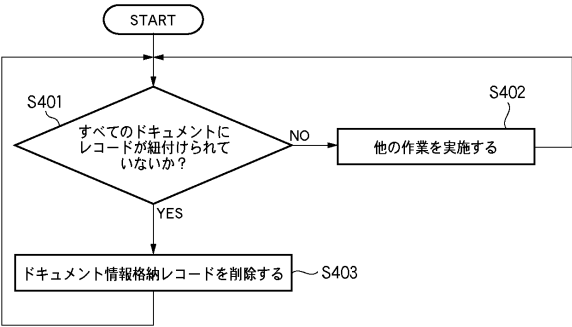 START
S401
すべてのドキュメントに
レコードが紐付けられて
いないか？
NO
S402
他の作業を実施する
YES
ドキュメント情報格納レコードを削除する
S403